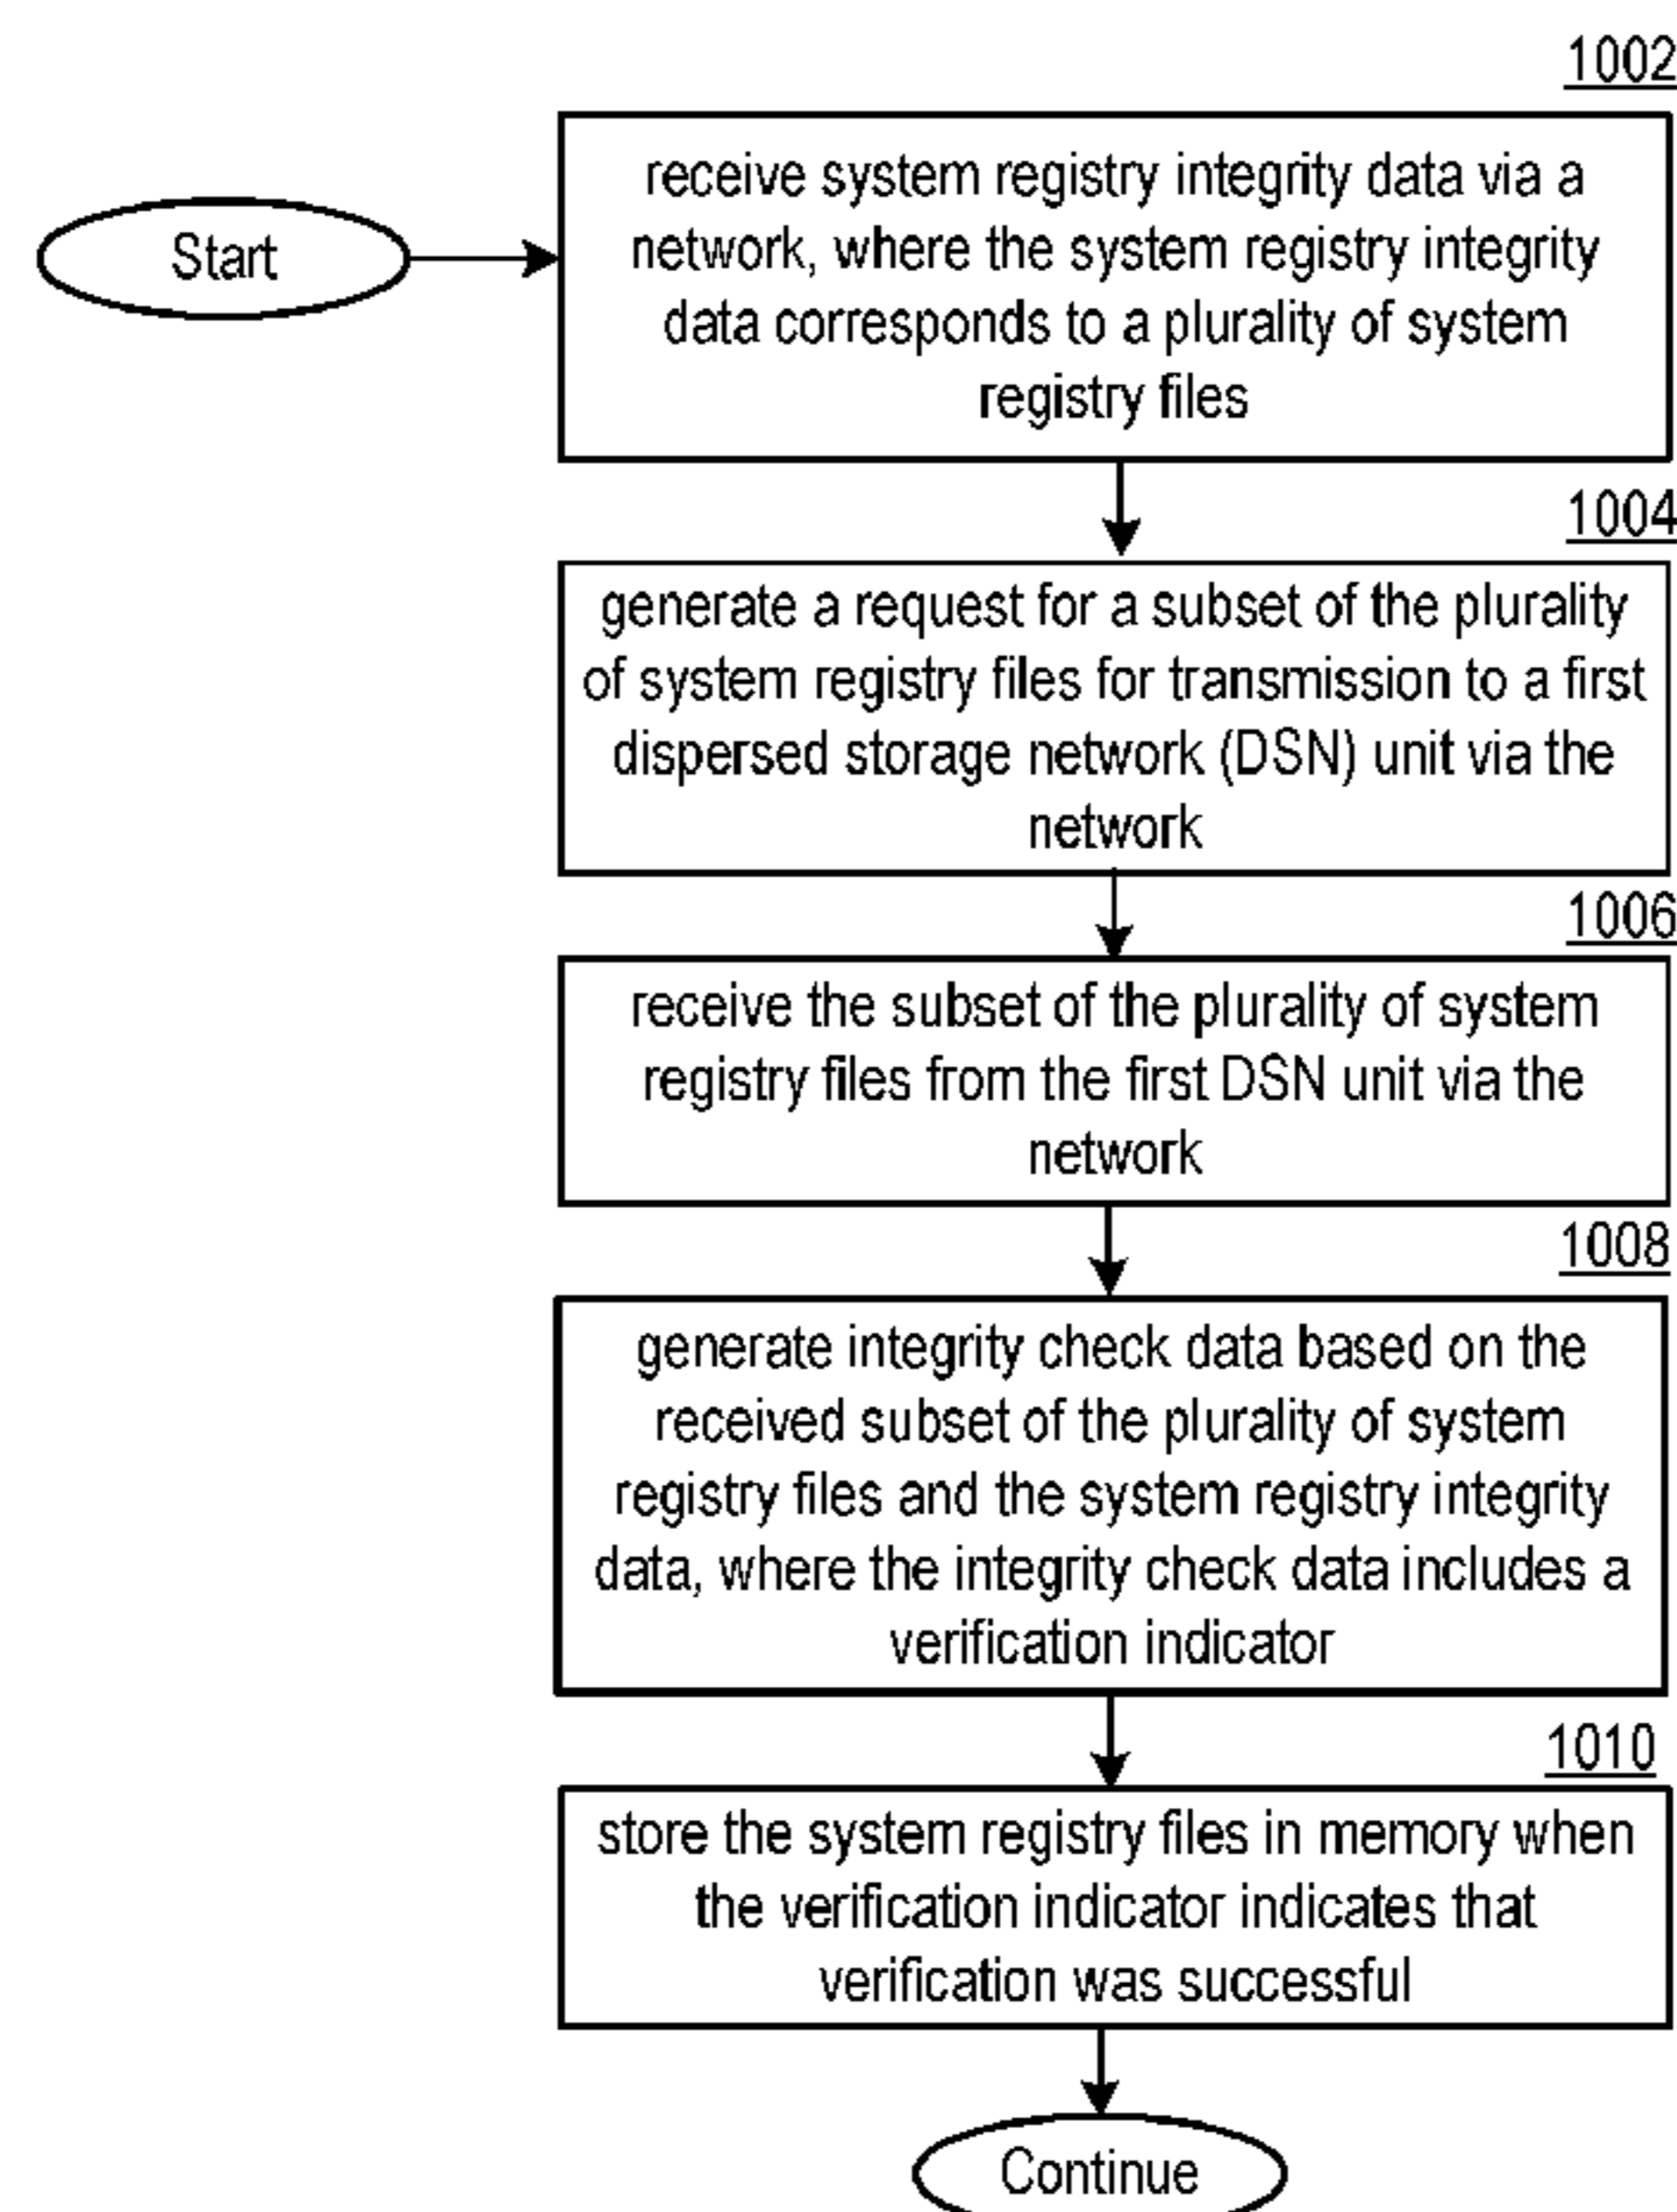 1002
Start
receive system registry integrity data via a
network, where the system registry integrity
data corresponds to a plurality of system
registry files
1004
generate a request for a subset of the plurality
of system registry files for transmission to a first
dispersed storage network (DSN) unit via the
network
1006
receive the subset of the plurality of system
registry files from the first DSN unit via the
network
1008
generate integrity check data based on the
received subset of the plurality of system
registry files and the system registry integrity
data, where the integrity check data includes a
verification indicator
1010
store the system registry files in memory when
the verification indicator indicates that
verification was successful
Continue